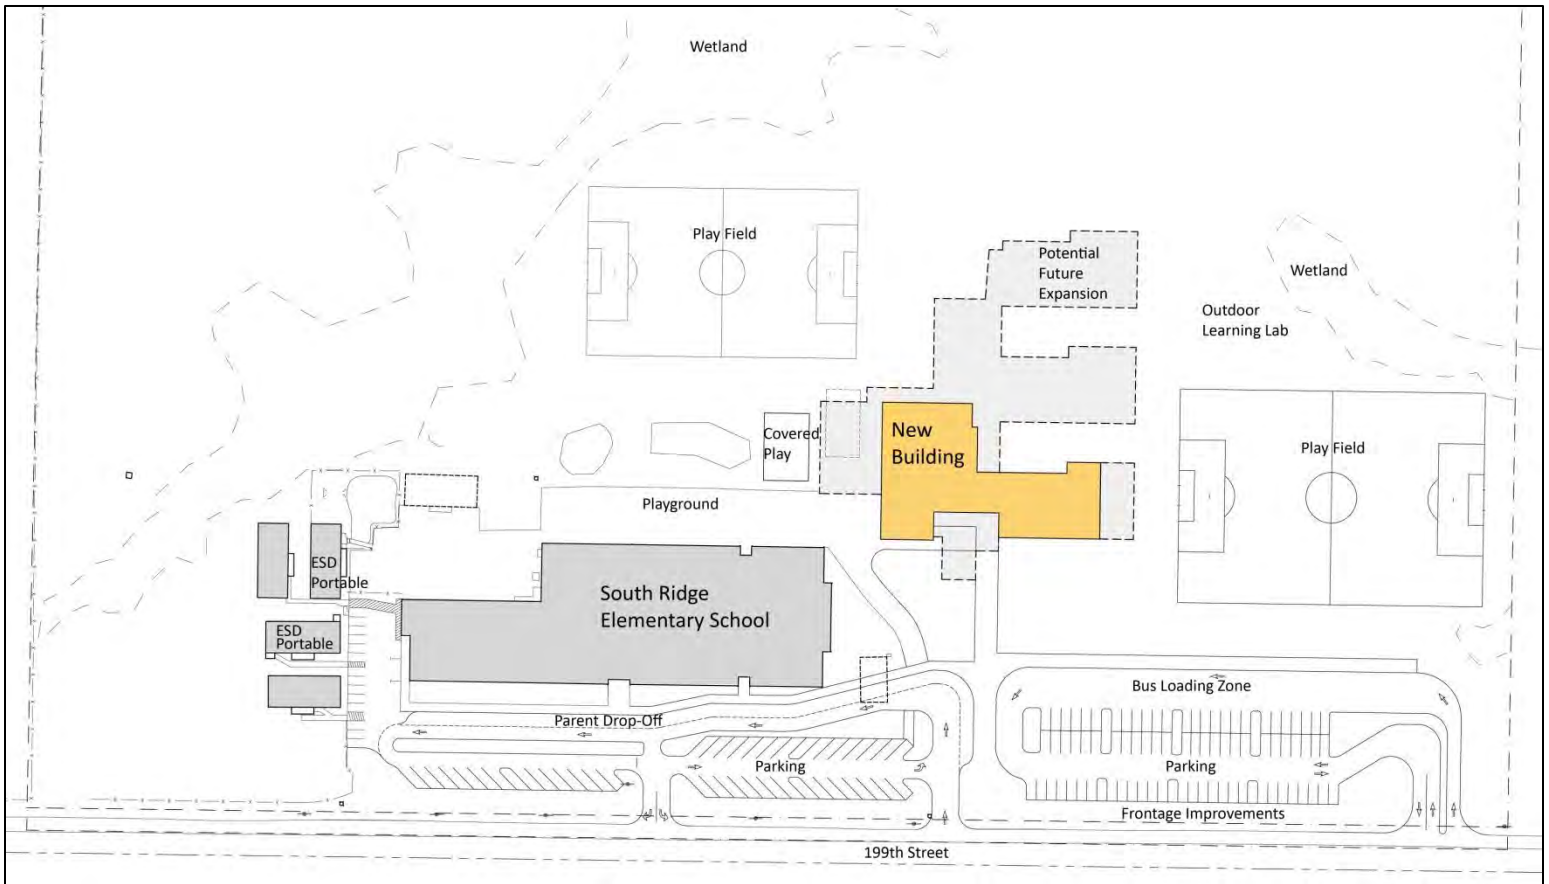 Wetland
Play Field
Potential
Future
Expansion
Wetland
Outdoor
Learning Lab
Covered
Play
New
Building
Play Field
Playground
ESD
Portable
South Ridge
Elementary School
ESD
Portable
Bus Loading Zone
Parent Drop-Off
Parking
Parking
Frontage Improvements
199th Street